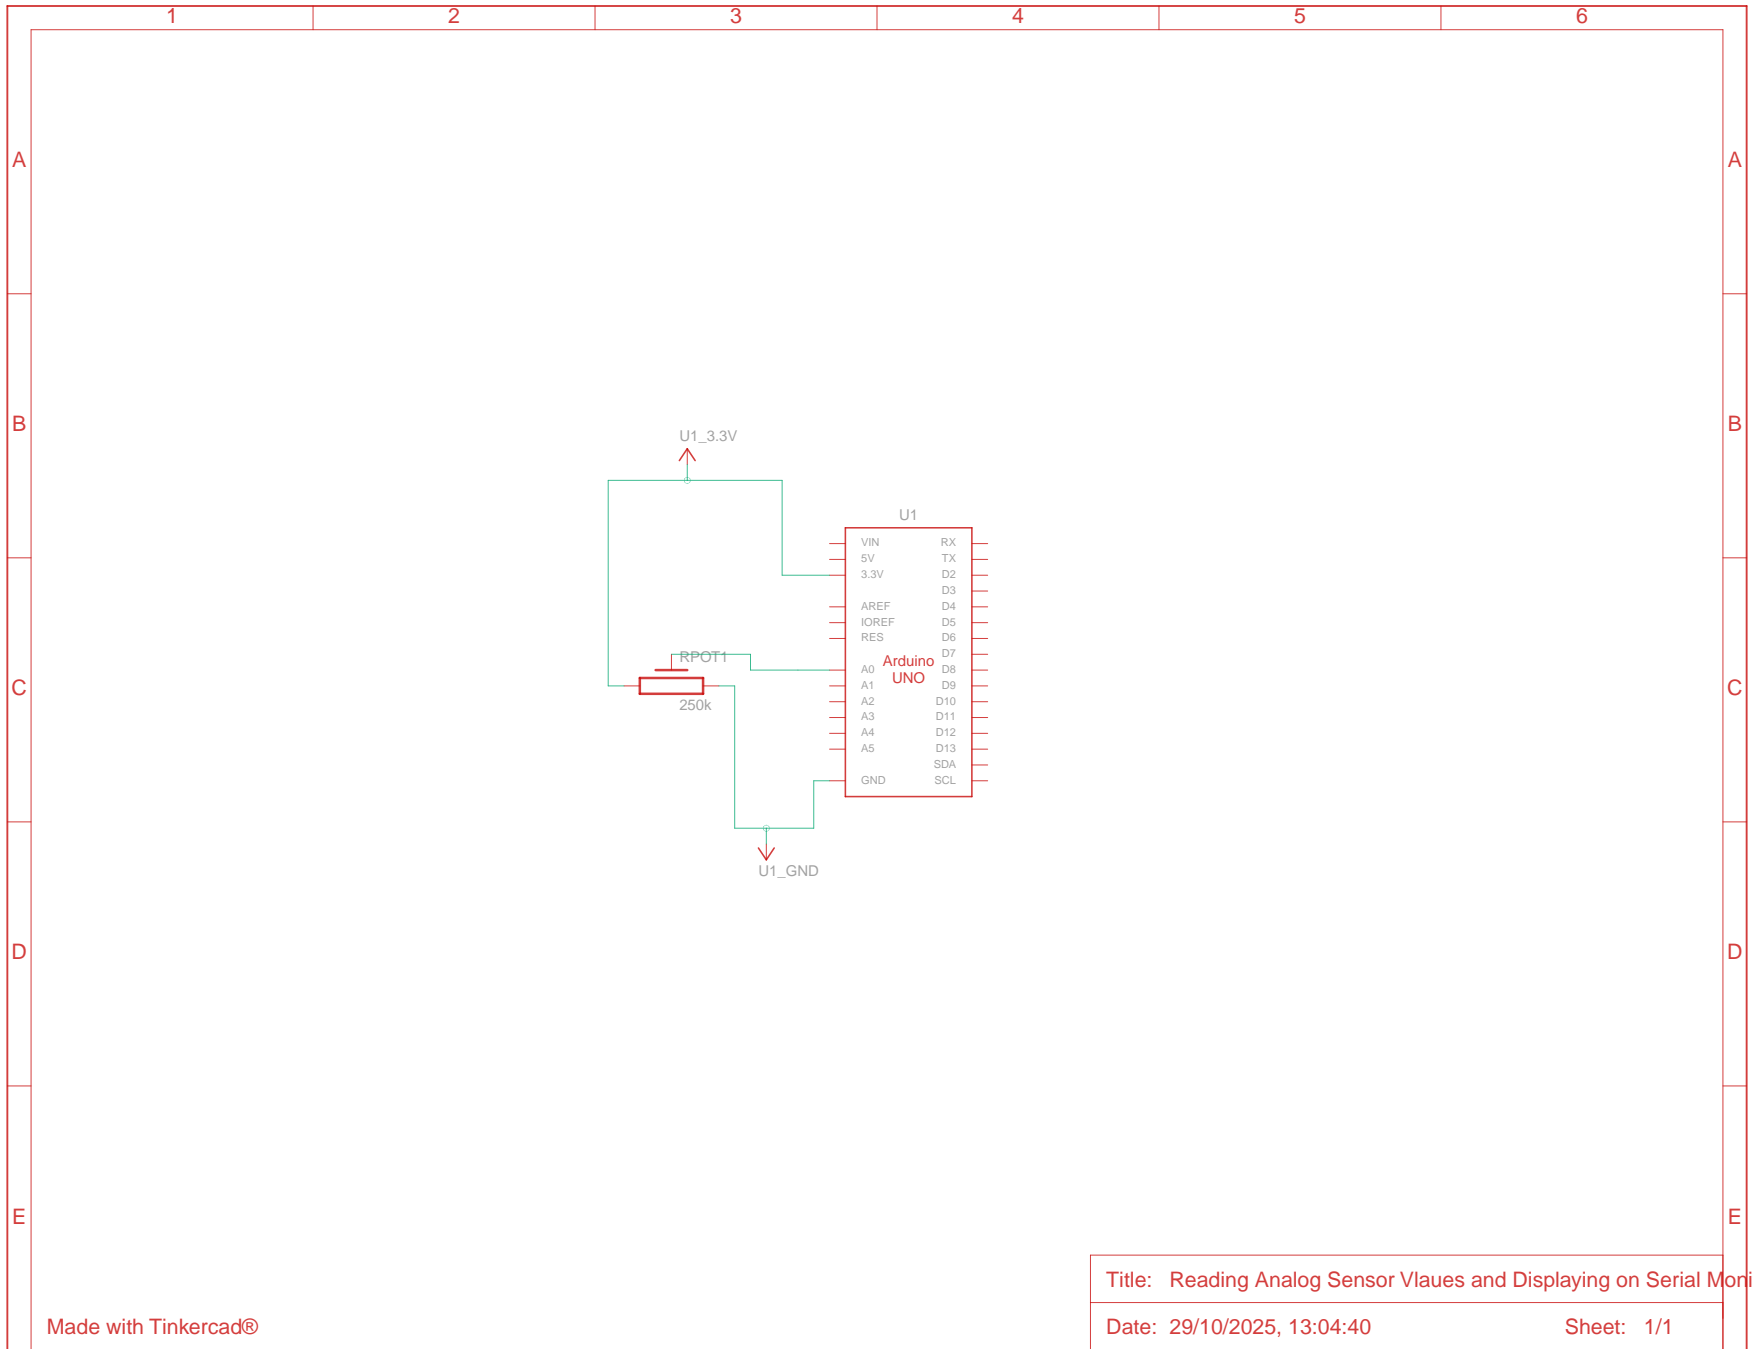 1 2 3 4 5 6
A A
B B
U1_3.3V
U1
VIN RX
5V TX
3.3V D2
D3
AREF D4
IOREF D5
RES D6
D7
RPOT1
Arduino
A0 D8
UNO
A1 D9
C C
250k
A2 D10
A3 D11
A4 D12
A5 D13
SDA
GND SCL
U1_GND
D D
E E
Title: Reading Analog Sensor Vlaues and Displaying on Serial Moni
Made with Tinkercad®
Date: 29/10/2025, 13:04:40 Sheet: 1/1